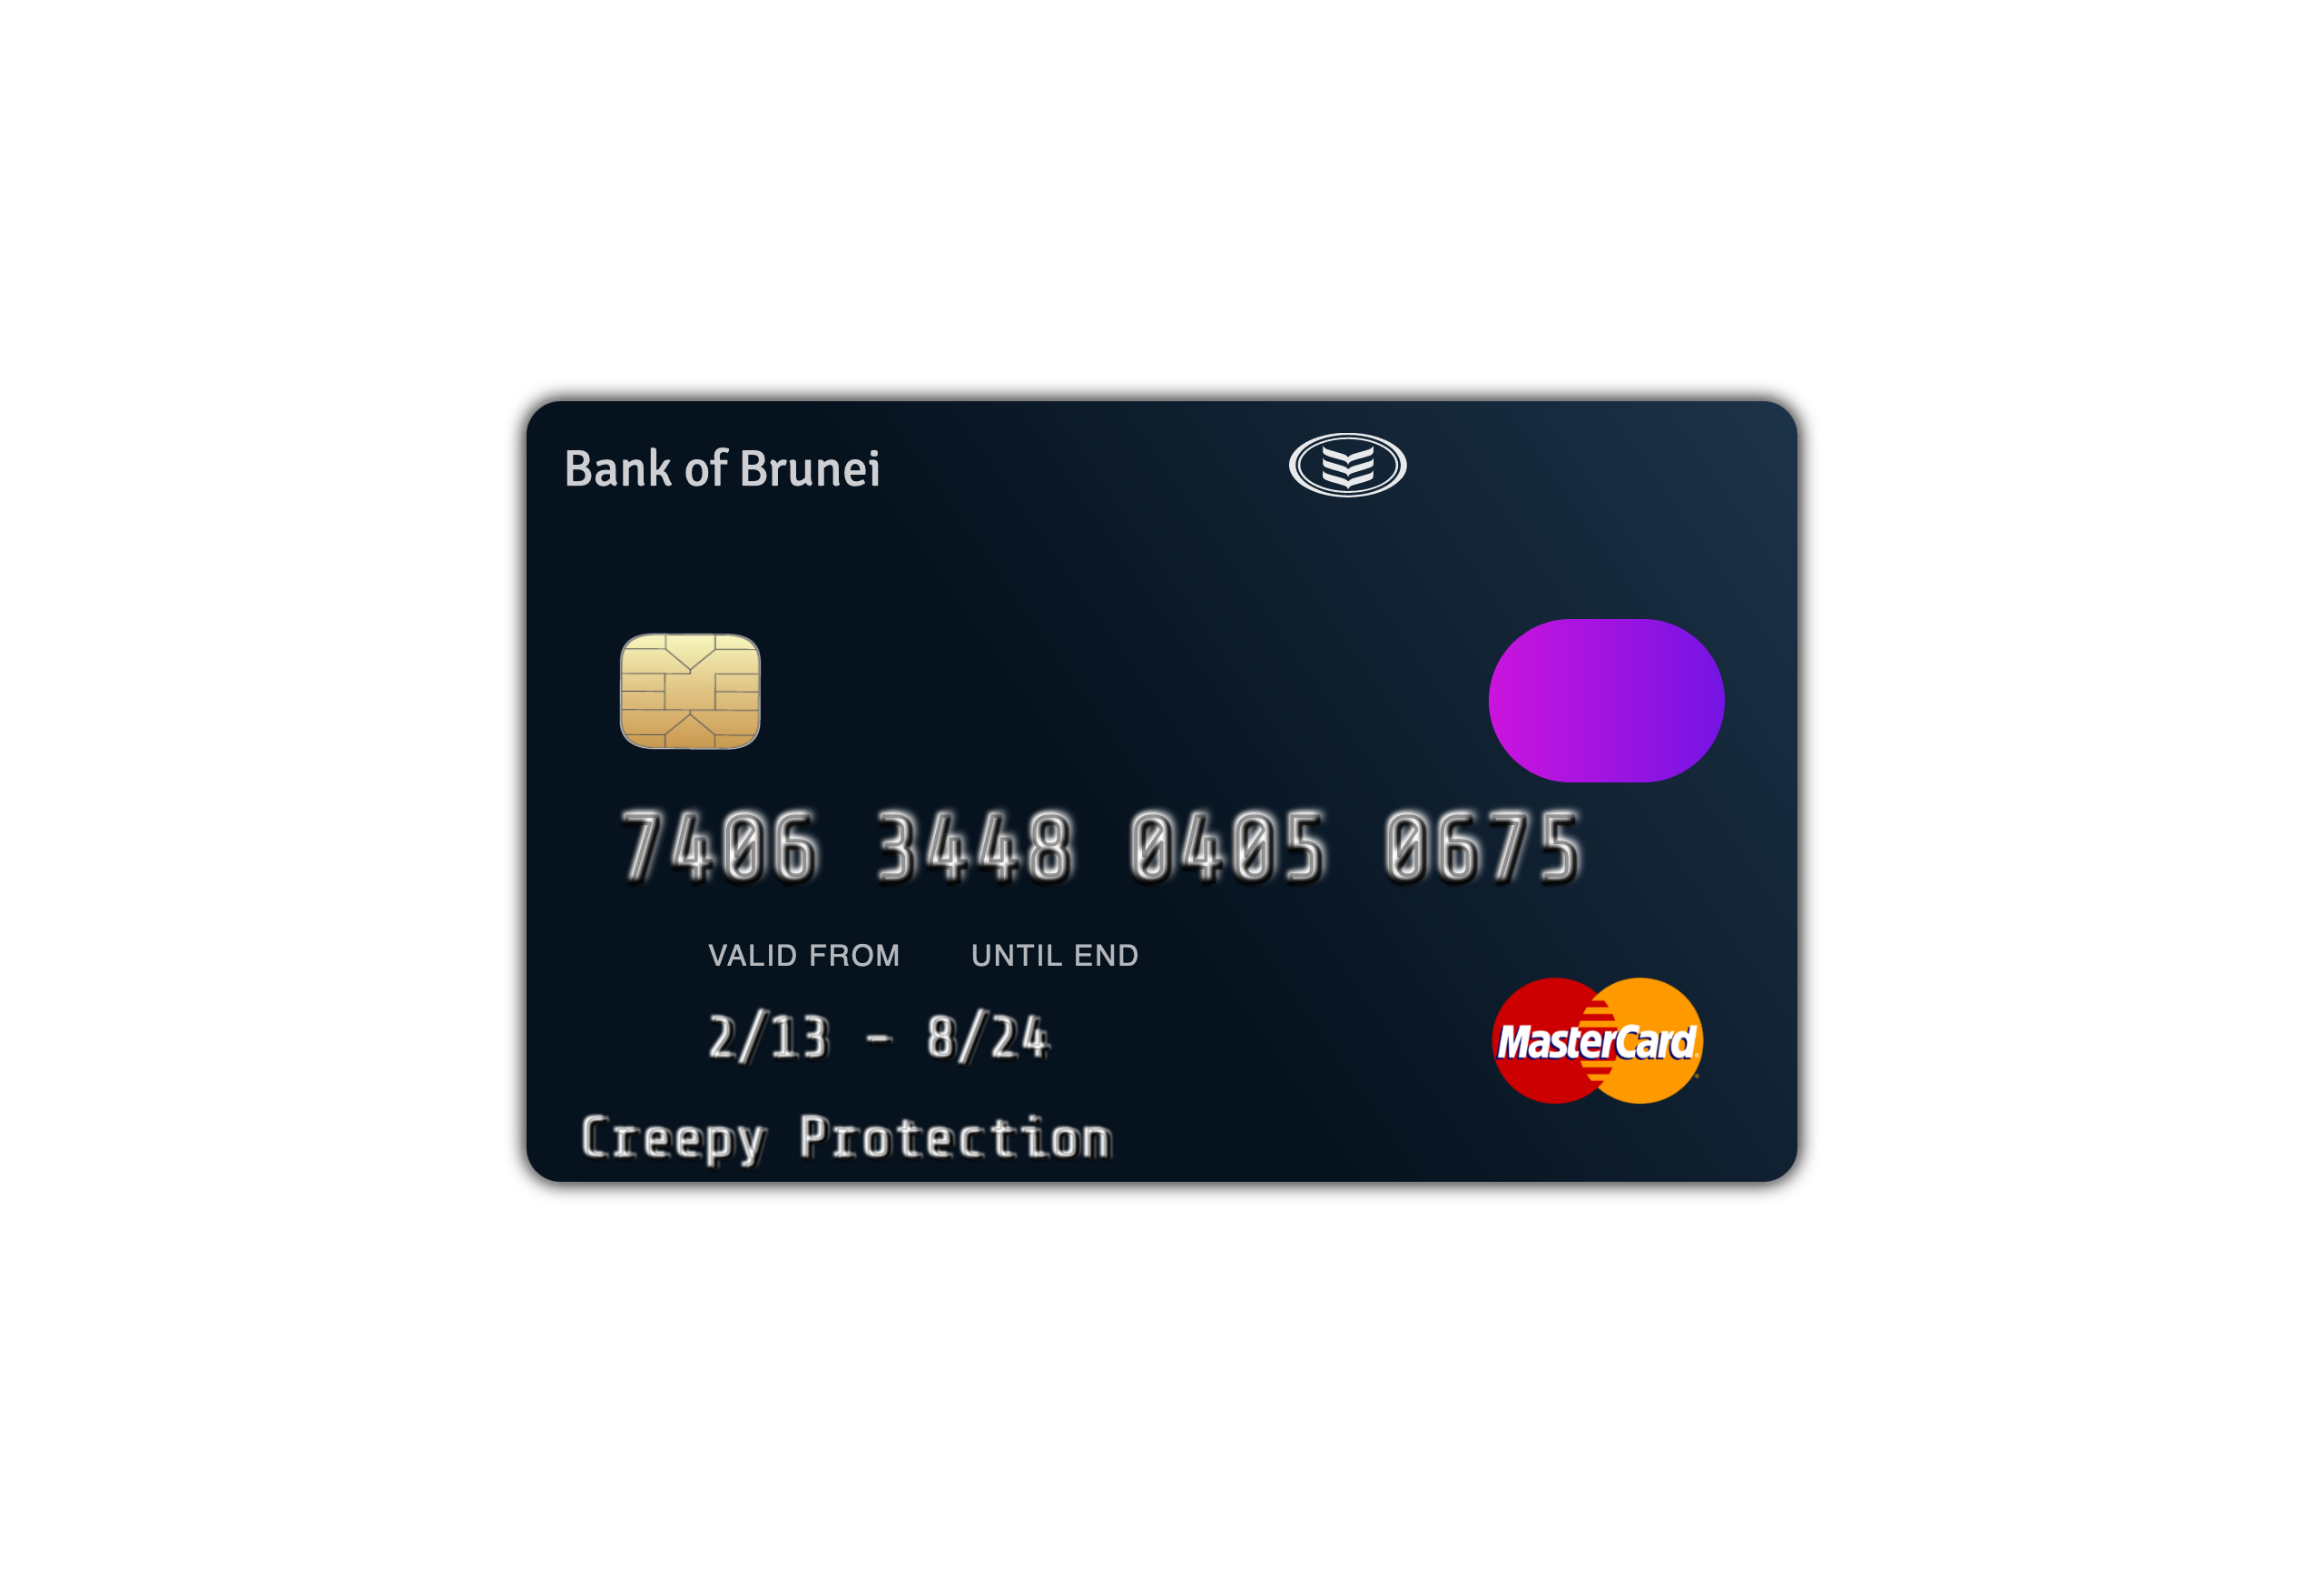 Bank of Brunei
7406 3448 0405 0675
VALID FROM UNTIL END
2/13 - 8/24
MasterCard
Creepy Protection